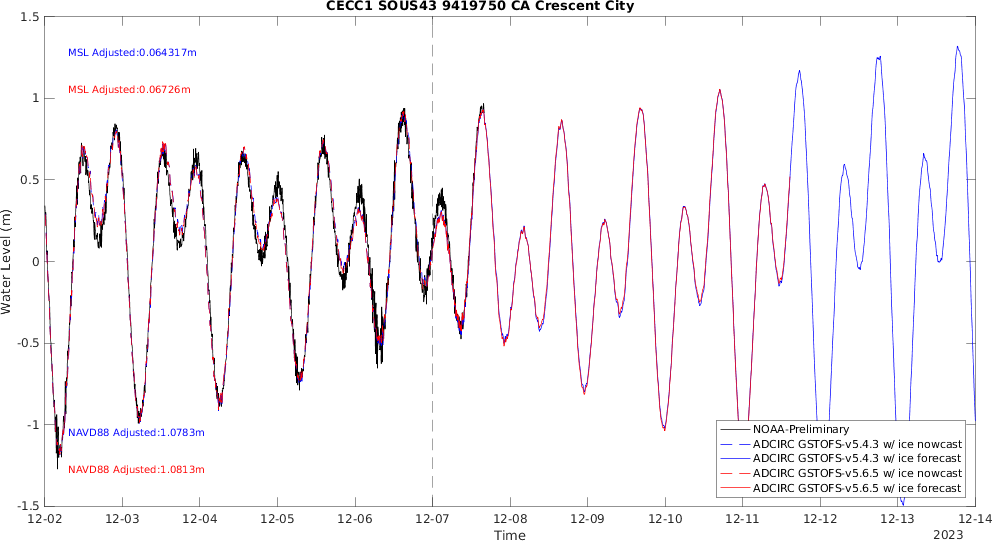 CECC1 SOUS43 9419750 CA Crescent City
1.5
MSL Adjusted:0.064317m
MSL Adjusted:0.06726m
1
0.5
0
-0.5
-1
-1.5
Water Level (m)
NAVD88 Adjusted:1.0783m
NAVD88 Adjusted:1.0813m
NOAA-Preliminary
ADCIRC GSTOFS-v5.4.3 w/ ice nowcast
ADCIRC GSTOFS-v5.4.3 w/ ice forecast
ADCIRC GSTOFS-v5.6.5 w/ ice nowcast
ADCIRC GSTOFS-v5.6.5 w/ ice forecast
12-02 12-03 12-04 12-05 12-06 12-07 12-08 12-09 12-10 12-11 12-12 12-13 12-14
Time
2023